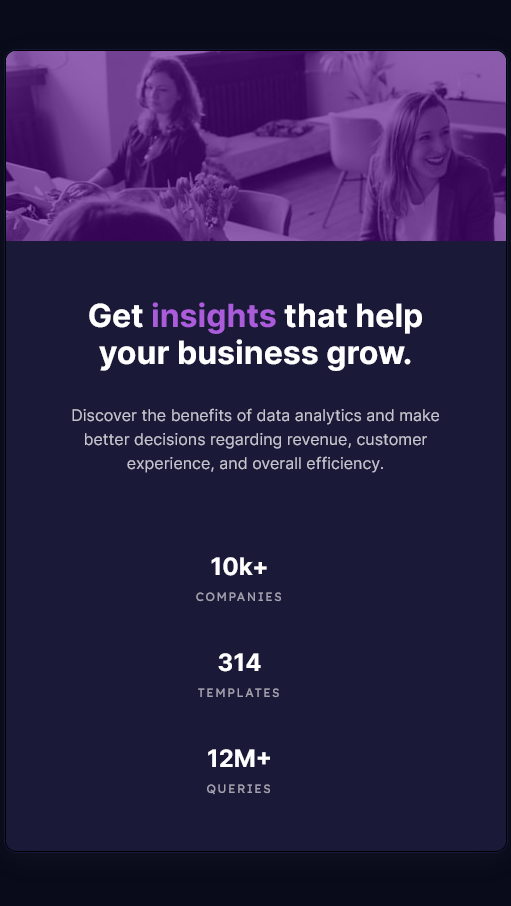 Get insights that help
your business grow.
Discover the benefits of data analytics and make
better decisions regarding revenue, customer
experience, and overall efficiency.
10k+
COMPANIES
314
TEMPLATES
12M+
QUERIES